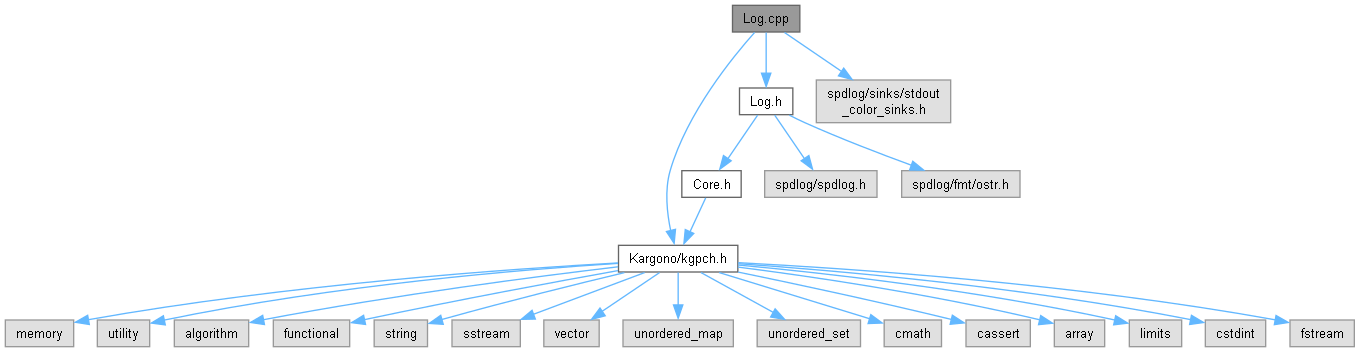 Log.cpp
Log.h
spdlog/sinks/stdout
_color_sinks.h
Core.h
spdlog/spdlog.h
spdlog/fmt/ostr.h
Kargono/kgpch.h
memory
utility
algorithm
functional
string
sstream
vector
unordered_map
unordered_set
cmath
cassert
array
limits
cstdint
fstream